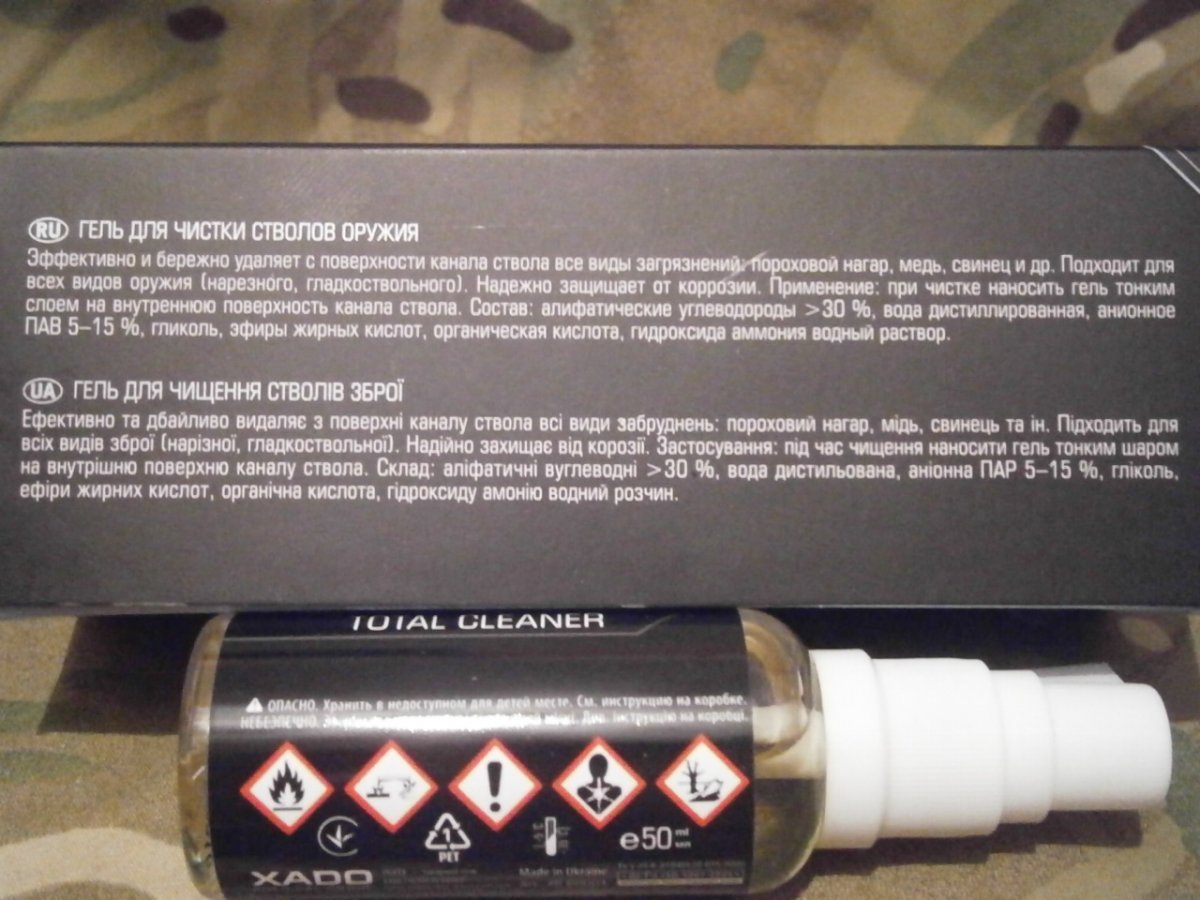 RU ГЕЛЬ ДЛЯ ЧИСТКИ СТВОЛОВ ОРУЖИЯ
Эффективно и бережно удаляет с поверхности канала ствола все виды загрязнений: пороховой нагар, медь, свинец и др. Подходит для
всех видов оружия (нарезного, гладкоствольного). Надежно защищает от коррозии. Применение: при чистке наносить гель тонким
слоем на внутреннюю поверхность канала ствола. Состав: алифатические углеводороды >30 %, вода дистиллированная, анионное
ПАВ 5–15 %, гликоль, эфиры жирных кислот, органическая кислота, гидроксида аммония водный раствор.
UA ГЕЛЬ ДЛЯ ЧИЩЕННЯ СТВОЛІВ ЗБРОЇ
Ефективно та дбайливо видаляє з поверхні каналу ствола всі види забруднень: пороховий нагар, мідь, свинець та ін. Підходить для
всіх видів зброї (нарізної, гладкоствольної). Надійно захищає від корозії. Застосування: під час чищення наносити гель тонким шаром
на внутрішню поверхню каналу ствола. Склад: аліфатичні вуглеводні >30 %, вода дистильована, аніонна ПАР 5–15 %, гліколь,
ефіри жирних кислот, органічна кислота, гідроксиду амонію водний розчин.
TOTAL CLEANER
ОПАСНО. Хранить в недоступном для детей месте. См. инструкцию на коробке.
НЕБЕЗПЕЧНО. Див. інструкцію на коробці.
1
PET
e50 ml
мл
XADO
Made in Ukraine